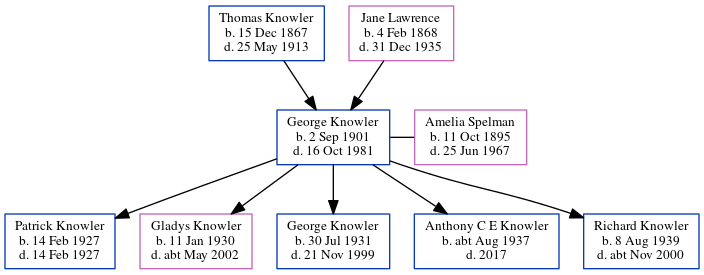 Thomas Knowler
b. 15 Dec 1867
d. 25 May 1913
Jane Lawrence
b. 4 Feb 1868
d. 31 Dec 1935
George Knowler
b. 2 Sep 1901
d. 16 Oct 1981
Amelia Spelman
b. 11 Oct 1895
d. 25 Jun 1967
Patrick Knowler
b. 14 Feb 1927
d. 14 Feb 1927
Gladys Knowler
b. 11 Jan 1930
d. abt May 2002
George Knowler
b. 30 Jul 1931
d. 21 Nov 1999
Anthony C E Knowler
b. abt Aug 1937
d. 2017
Richard Knowler
b. 8 Aug 1939
d. abt Nov 2000